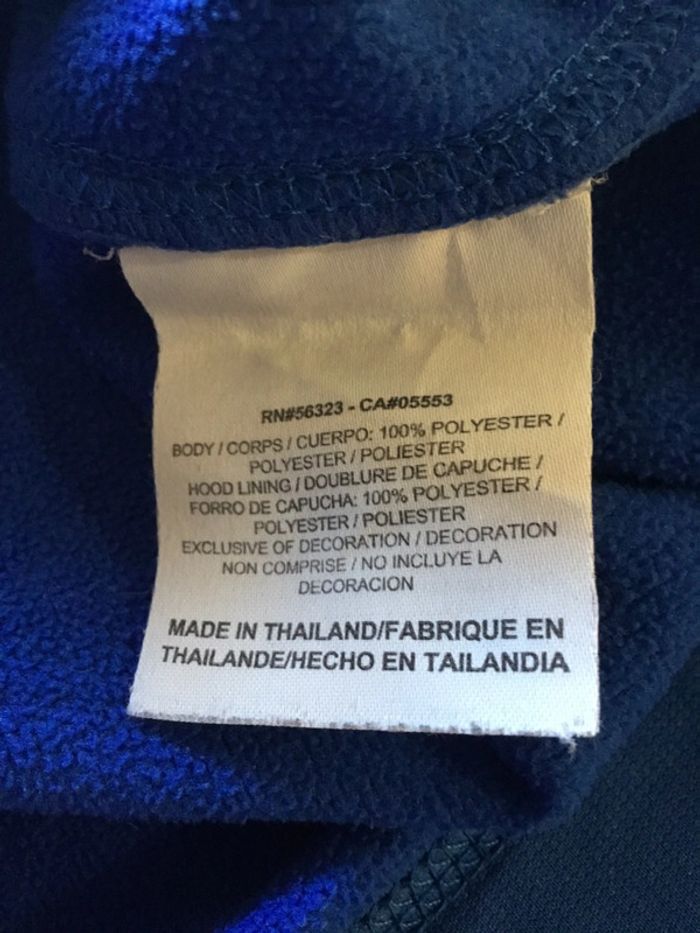 RN#56323 - CA#05553
BODY / CORPS / CUERPO: 100% POLYESTER /
POLYESTER / POLIESTER
HOOD LINING / DOUBLURE DE CAPUCHE /
FORRO DE CAPUCHA: 100% POLYESTER /
POLYESTER / POLIESTER
EXCLUSIVE OF DECORATION / DECORATION
NON COMPRISE / NO INCLUYE LA
DECORACION
MADE IN THAILAND/FABRIQUE EN
THAILANDE/HECHO EN TAILANDIA